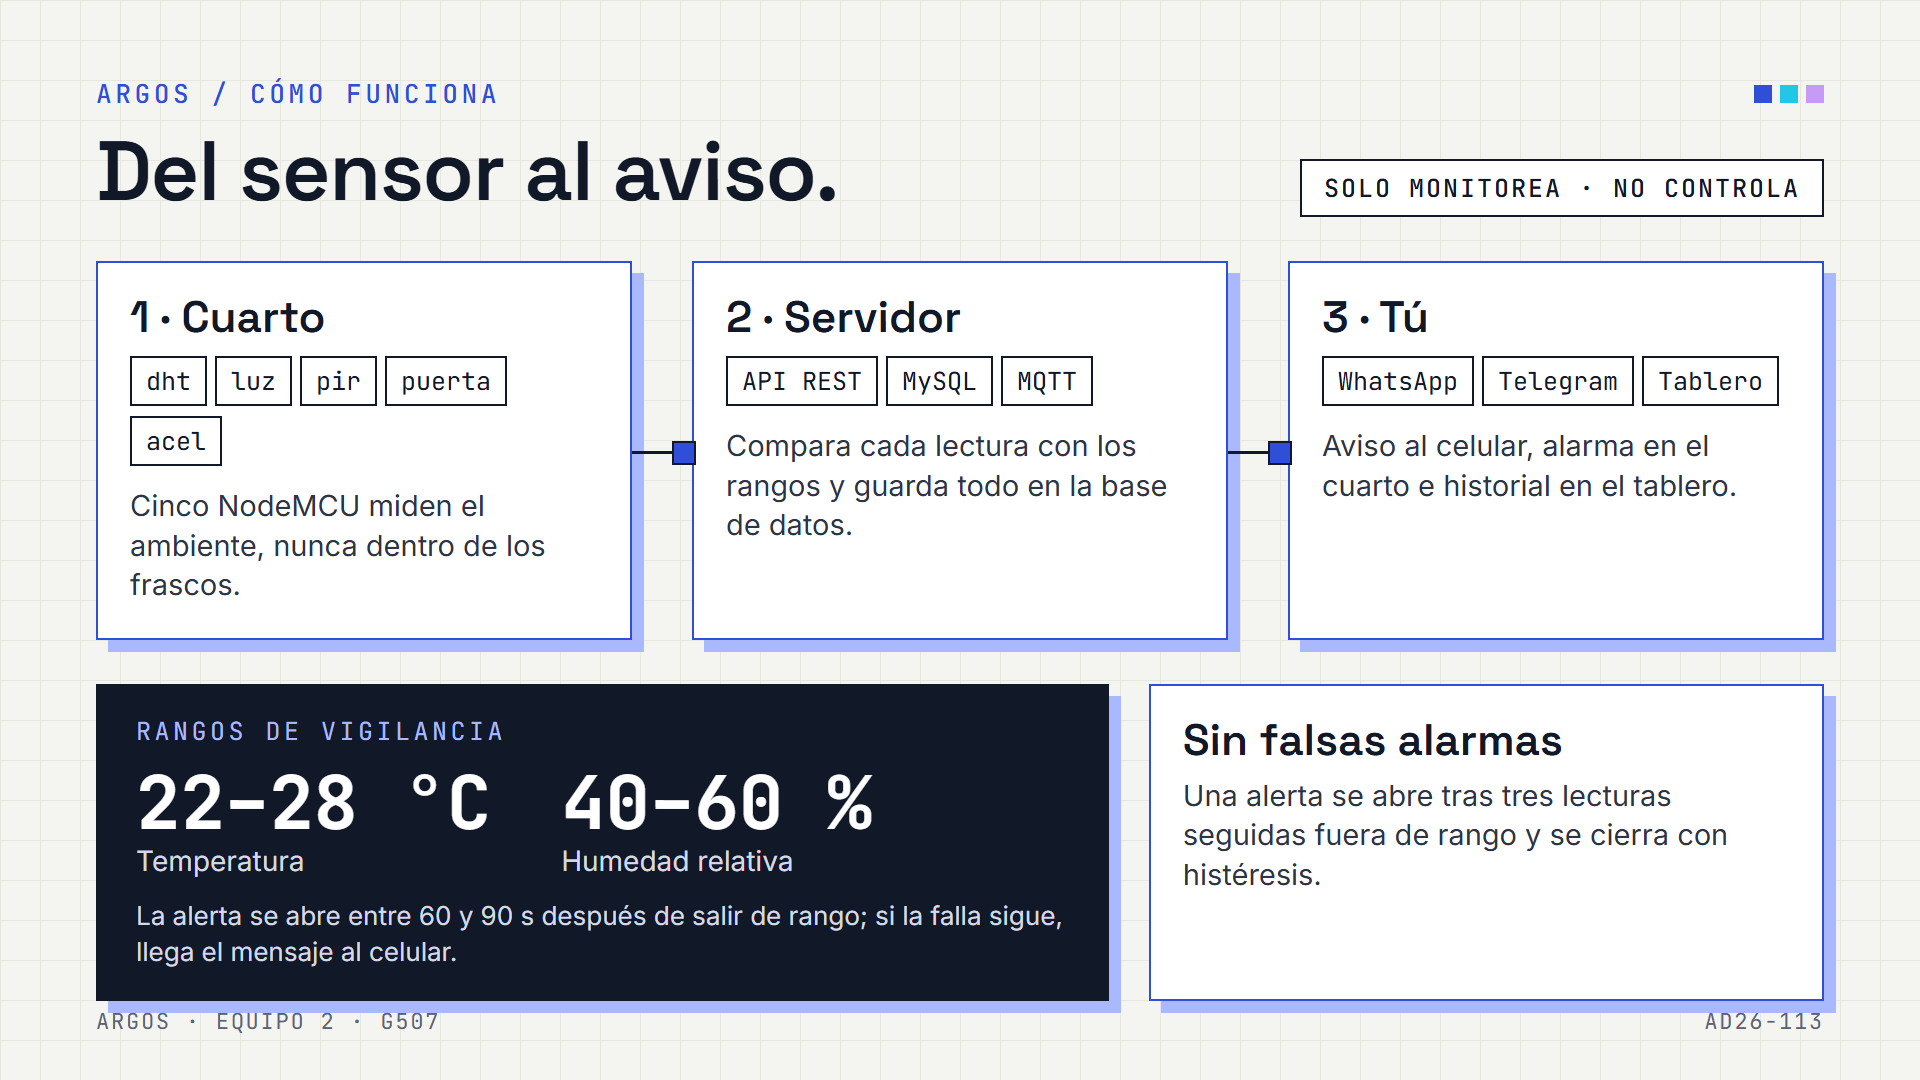 ARGOS / CÓMO FUNCIONA
Del sensor al aviso.
SOLO MONITOREA · NO CONTROLA
1 · Cuarto
dht luz pir puerta
acel
Cinco NodeMCU miden el
ambiente, nunca dentro de los
frascos.
2 · Servidor
API REST MySQL MQTT
Compara cada lectura con los
rangos y guarda todo en la base
de datos.
3 · Tú
WhatsApp Telegram Tablero
Aviso al celular, alarma en el
cuarto e historial en el tablero.
RANGOS DE VIGILANCIA
22–28 °C 40–60 %
Temperatura Humedad relativa
La alerta se abre entre 60 y 90 s después de salir de rango; si la falla sigue,
llega el mensaje al celular.
Sin falsas alarmas
Una alerta se abre tras tres lecturas
seguidas fuera de rango y se cierra con
histéresis.
ARGOS · EQUIPO 2 · G507
AD26-113